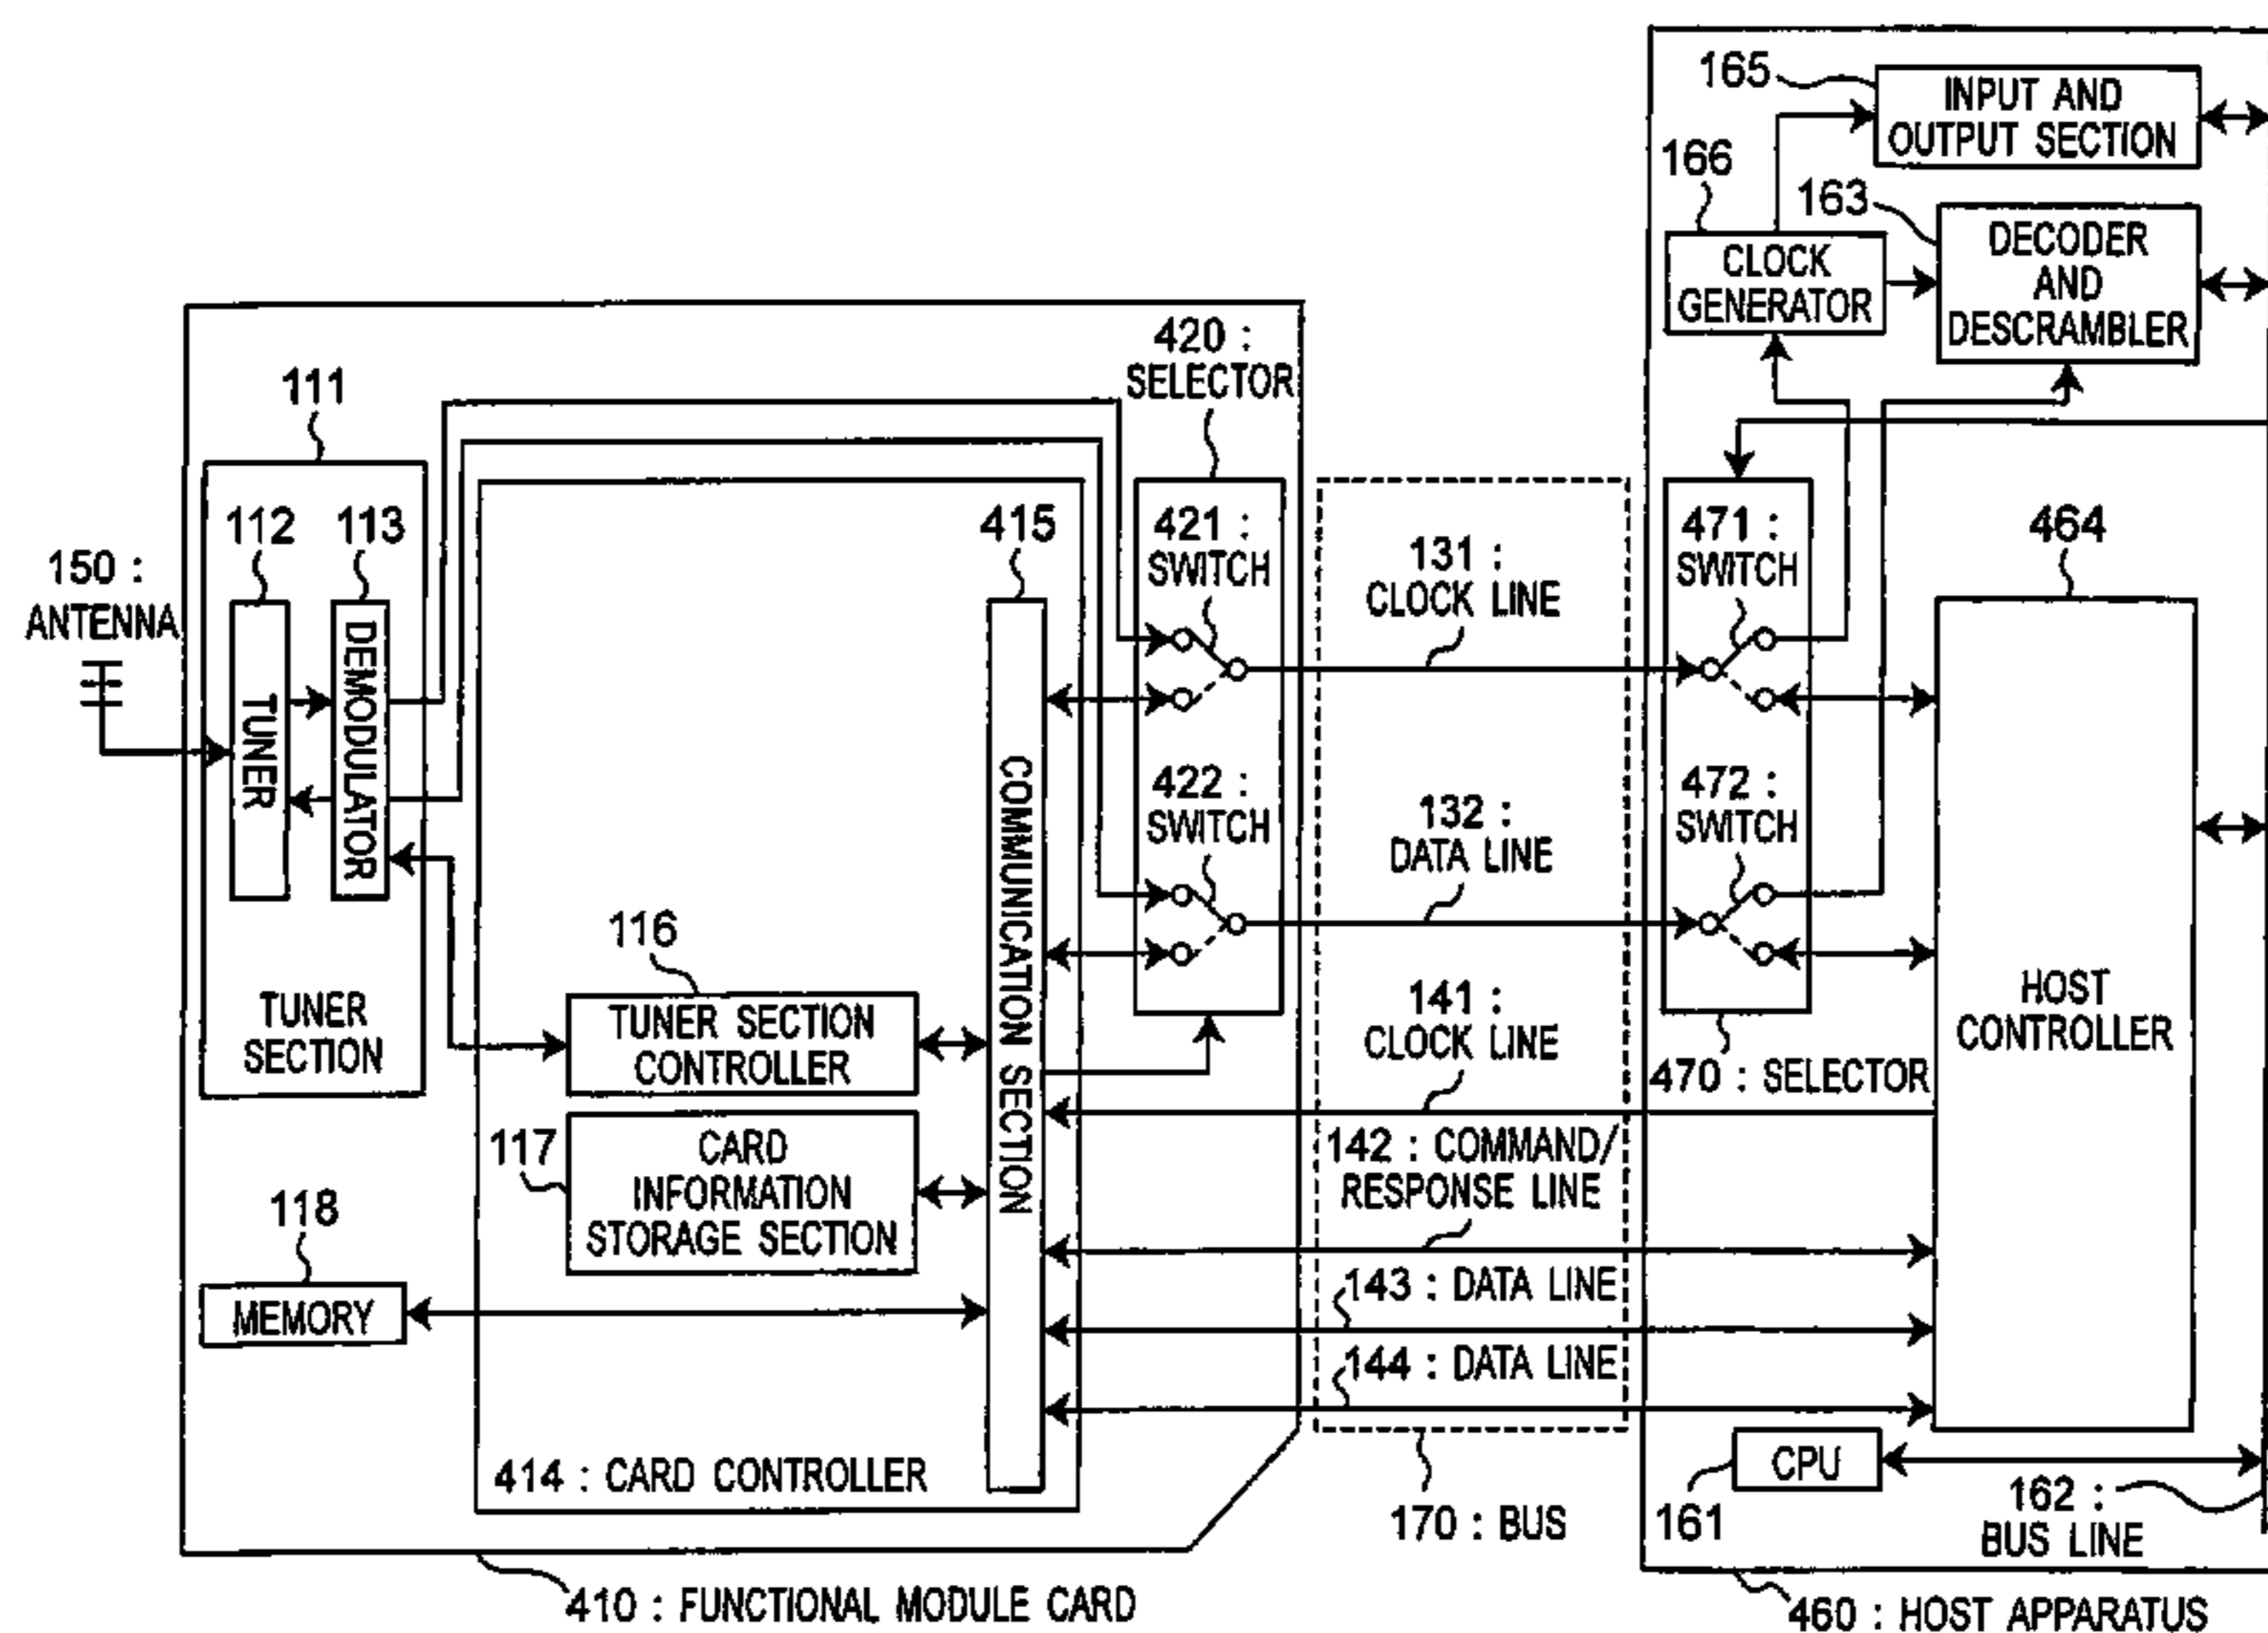 165
INPUT AND
OUTPUT SECTION
166
163
CLOCK
GENERATOR
DECODER
AND
DESCRAMBLER
420 :
SELECTOR
111
112
113
415
421 :
SWITCH
131 :
CLOCK LINE
471 :
SWITCH
464
150 :
ANTENNA
TUNER
DEMODULATOR
COMMUNICATION SECTION
422 :
SWITCH
132 :
DATA LINE
472 :
SWITCH
116
TUNER
SECTION
TUNER SECTION
CONTROLLER
141 :
CLOCK LINE
HOST
CONTROLLER
470 : SELECTOR
117
CARD
INFORMATION
STORAGE SECTION
142 : COMMAND/
RESPONSE LINE
118
MEMORY
143 : DATA LINE
144 : DATA LINE
414 : CARD CONTROLLER
CPU
161
162 :
BUS LINE
170 : BUS
410 : FUNCTIONAL MODULE CARD
460 : HOST APPARATUS